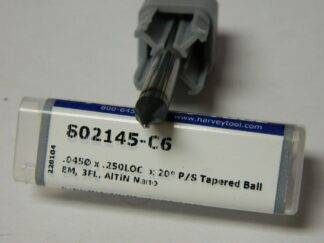 800-645-
www.harveytool.com
802145-C6
.045Ø x .250LOC x 20° P/S Tapered Ball
EM, 3FL, AlTiN Nano
220104